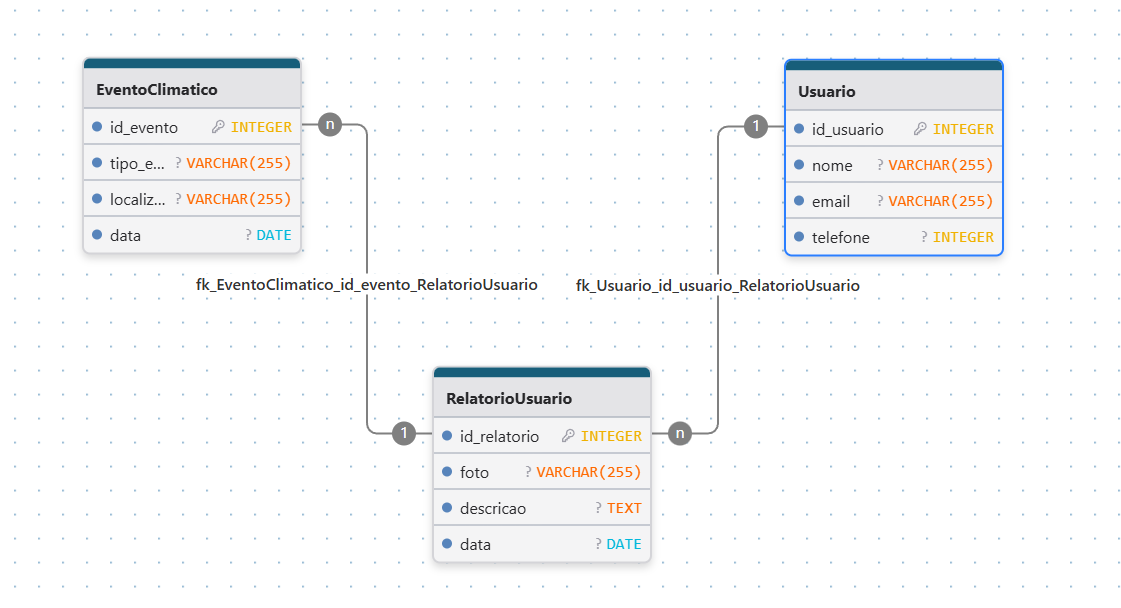 EventoClimatico
id_evento INTEGER
tipo_e... ? VARCHAR(255)
localiz... ? VARCHAR(255)
data ? DATE
n
Usuario
id_usuario INTEGER
nome ? VARCHAR(255)
email ? VARCHAR(255)
telefone ? INTEGER
1
fk_EventoClimatico_id_evento_RelatorioUsuario
fk_Usuario_id_usuario_RelatorioUsuario
RelatorioUsuario
1
id_relatorio INTEGER
n
foto ? VARCHAR(255)
descricao ? TEXT
data ? DATE